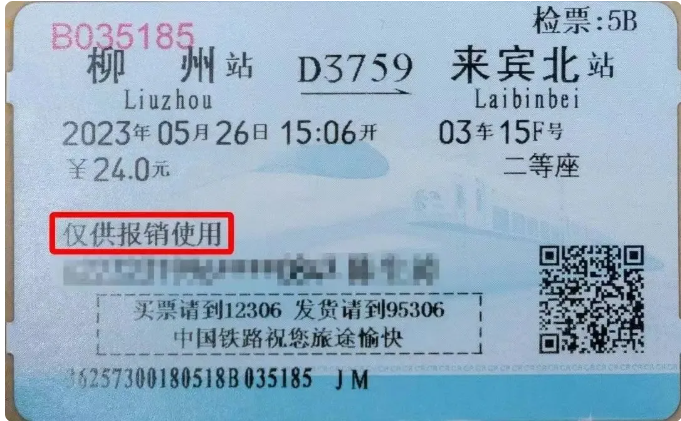 检票:5B
B035185
柳 州站 D3759 来宾北站
Liuzhou Laibinbei
2023年05月26日 15:06开 03车15F号
￥24.0元 二等座
仅供报销使用
买票请到12306 发货请到95306
中国铁路祝您旅途愉快
36257300180518B035185 JM